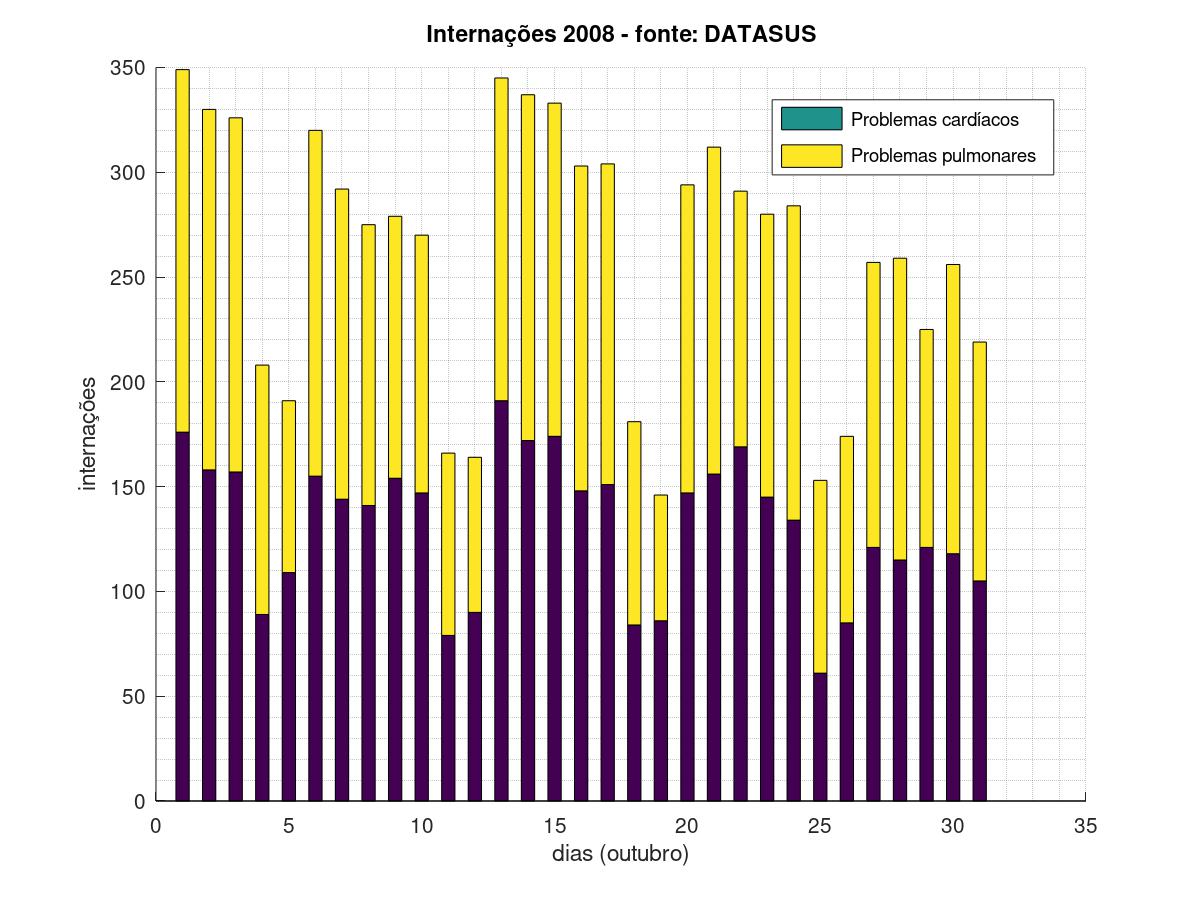 Internações 2008 - fonte: DATASUS
350
300
250
200
150
100
50
0
internações
Problemas cardíacos
Problemas pulmonares
0 5 10 15 20 25 30 35
dias (outubro)